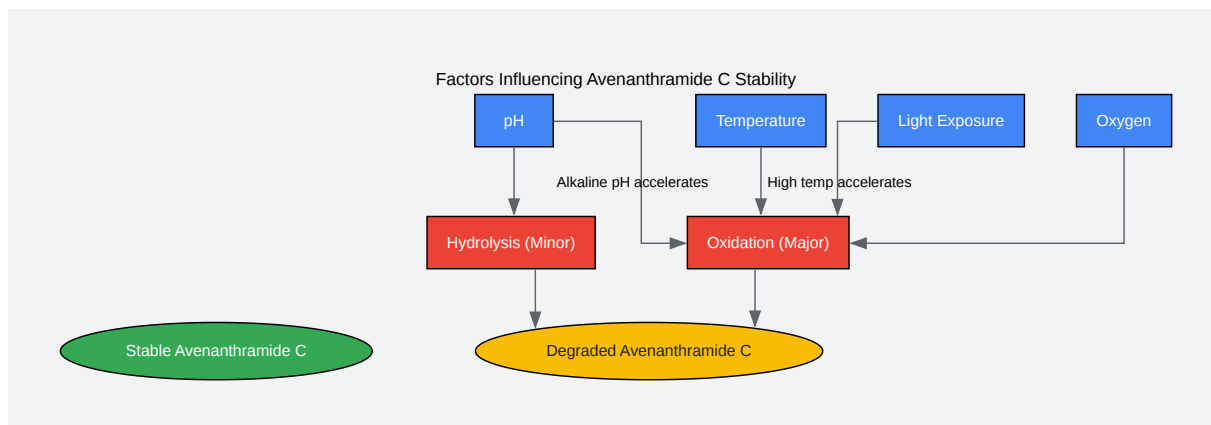 Factors Influencing Avenanthramide C Stability
pH
Temperature
Light Exposure
Oxygen
Alkaline pH accelerates
High temp accelerates
Hydrolysis (Minor)
Oxidation (Major)
Stable Avenanthramide C
Degraded Avenanthramide C